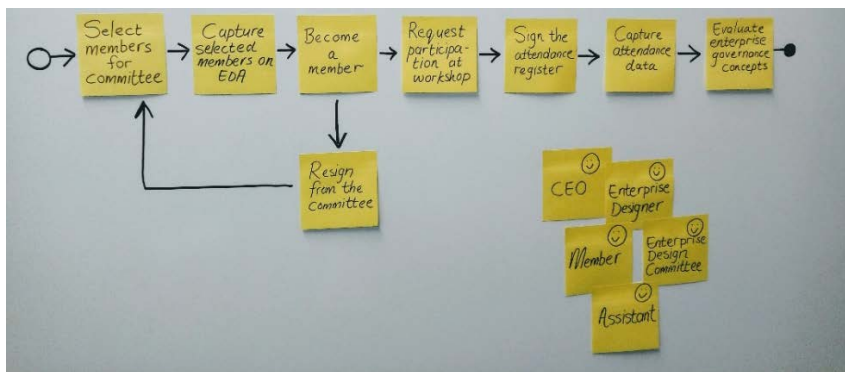 Select
members
for
committee
Capture
selected
members on
EDA
Become
a
member
Request
participa-
tion at
workshop
Sign the
attendance
register
Capture
attendance
data
Evaluate
enterprise
governance
concepts
Resign
from the
committee
CEO
Enterprise
Designer
Member
Enterprise
Design
Committee
Assistant